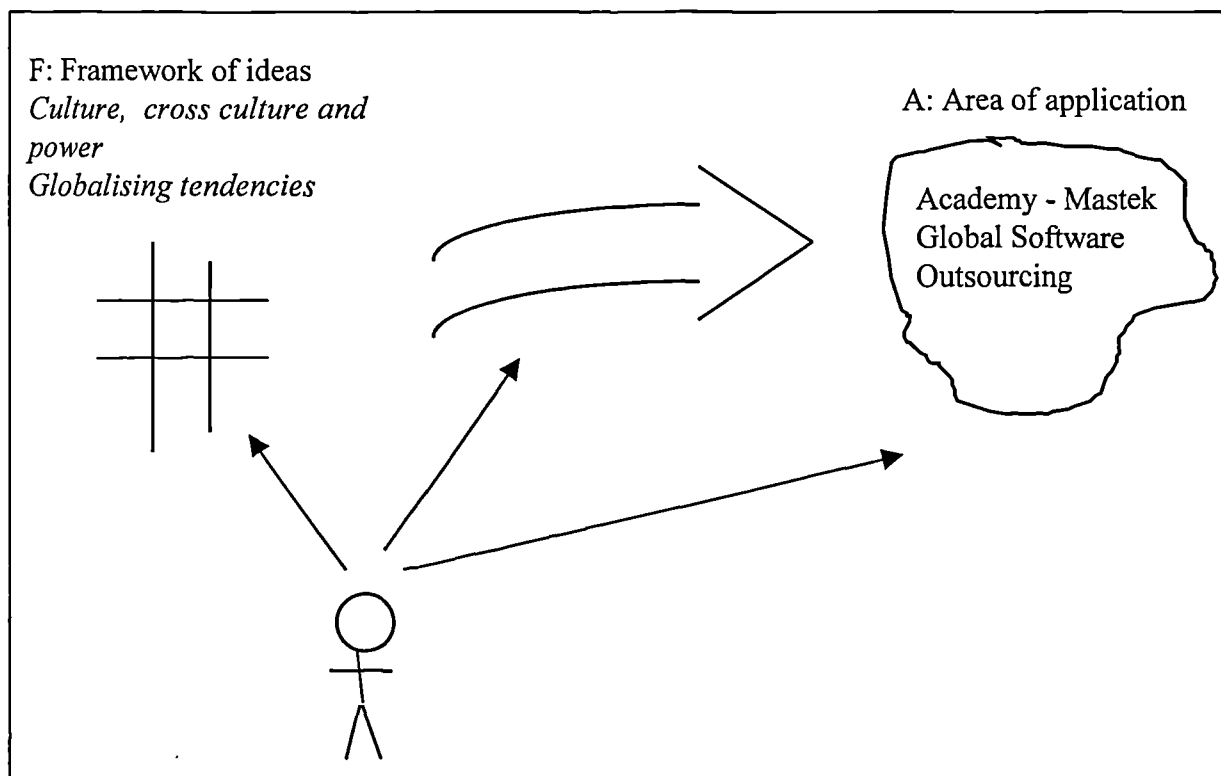 F: Framework of ideas
Culture, cross culture and
power
Globalising tendencies
A: Area of application
Academy - Mastek
Global Software
Outsourcing